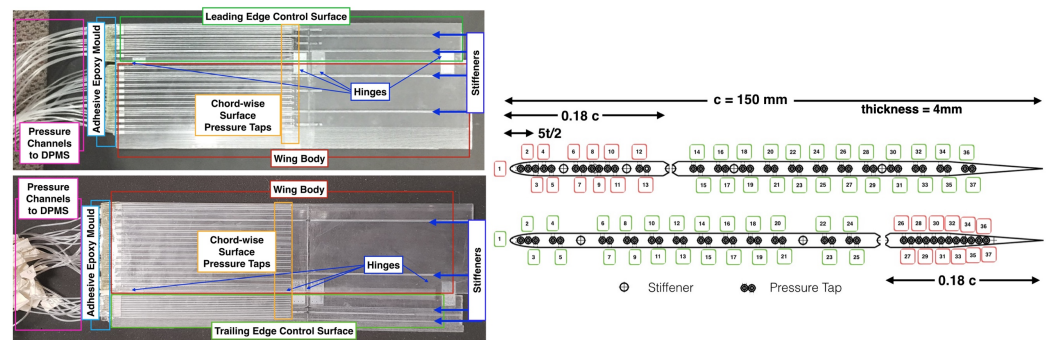 Leading Edge Control Surface
Adhesive Epoxy Mould
Stiffeners
Hinges
Chord-wise
Surface
Pressure Taps
Pressure
Channels
to DPMS
Wing Body
Pressure
Channels
to DPMS
Wing Body
Adhesive Epoxy Mould
Chord-wise
Surface
Pressure Taps
Hinges
Stiffeners
Trailing Edge Control Surface
c = 150 mm
thickness = 4mm
0.18 c
5t/2
2 4 6 8 10 12 14 16 18 20 22 24 26 28 30 32 34 36
1
3 5 7 9 11 13 15 17 19 21 23 25 27 29 31 33 35 37
2 4 6 8 10 12 14 16 18 20 22 24 26 28 30 32 34 36
1
3 5 7 9 11 13 15 17 19 21 23 25 27 29 31 33 35 37
0.18 c
Stiffener
Pressure Tap